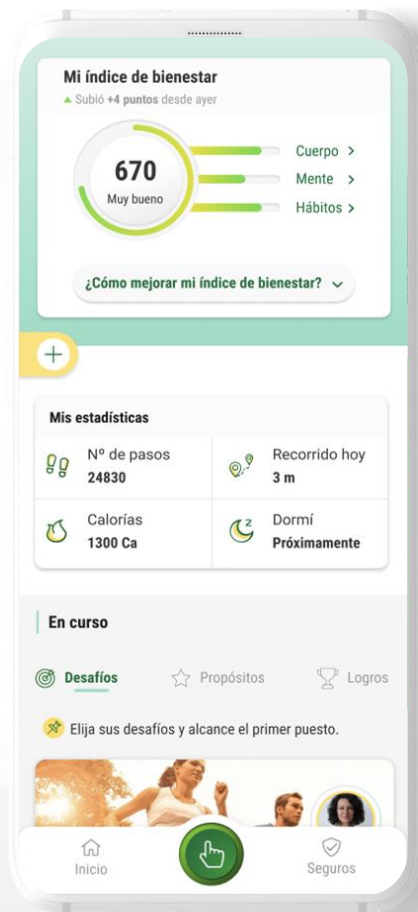 Mi índice de bienestar
Subió +4 puntos desde ayer
670
Muy bueno
Cuerpo >
Mente >
Hábitos >
¿Cómo mejorar mi índice de bienestar?
Mis estadísticas
Nº de pasos
24830
Recorrido hoy
3 m
Calorías
1300 Ca
Dormí
Próximamente
En curso
Desafíos
Propósitos
Logros
Elija sus desafíos y alcance el primer puesto.
Inicio
Seguros